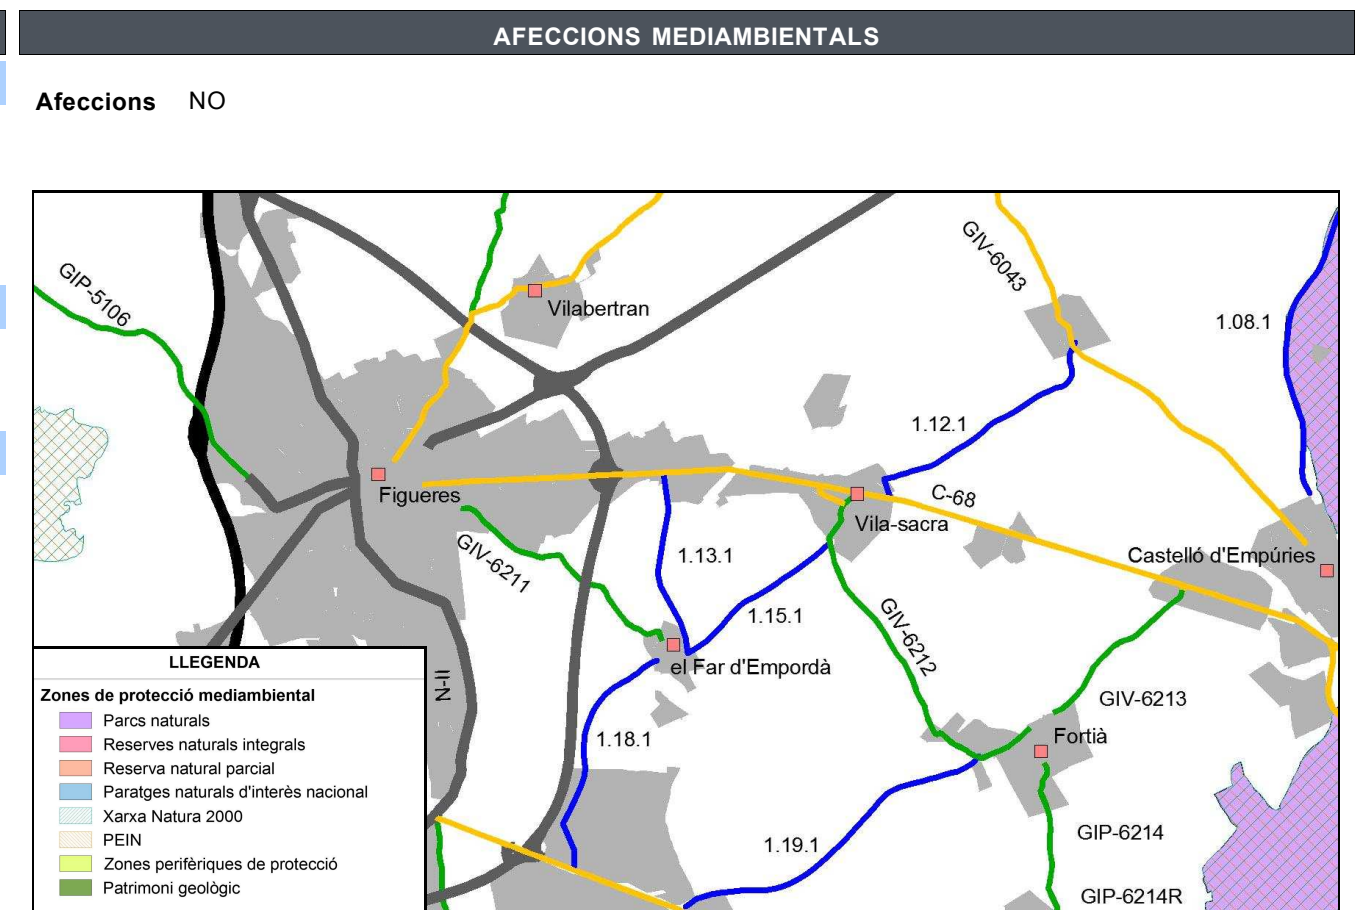 AFECCIONS MEDIAMBIENTALS
Afeccions NO
GIP-5106
Vilabertran
GIV-6043
1.08.1
1.12.1
Figueres
C-68
Vila-sacra
Castelló d'Empúries
GIV-6211
1.13.1
1.15.1
GIV-6212
el Far d'Empordà
N-II
GIV-6213
Fortià
1.18.1
1.19.1
GIP-6214
GIP-6214R
LLEGENDA
Zones de protecció mediambiental
Parcs naturals
Reserves naturals integrals
Reserva natural parcial
Paratges naturals d'interès nacional
Xarxa Natura 2000
PEIN
Zones perifèriques de protecció
Patrimoni geològic